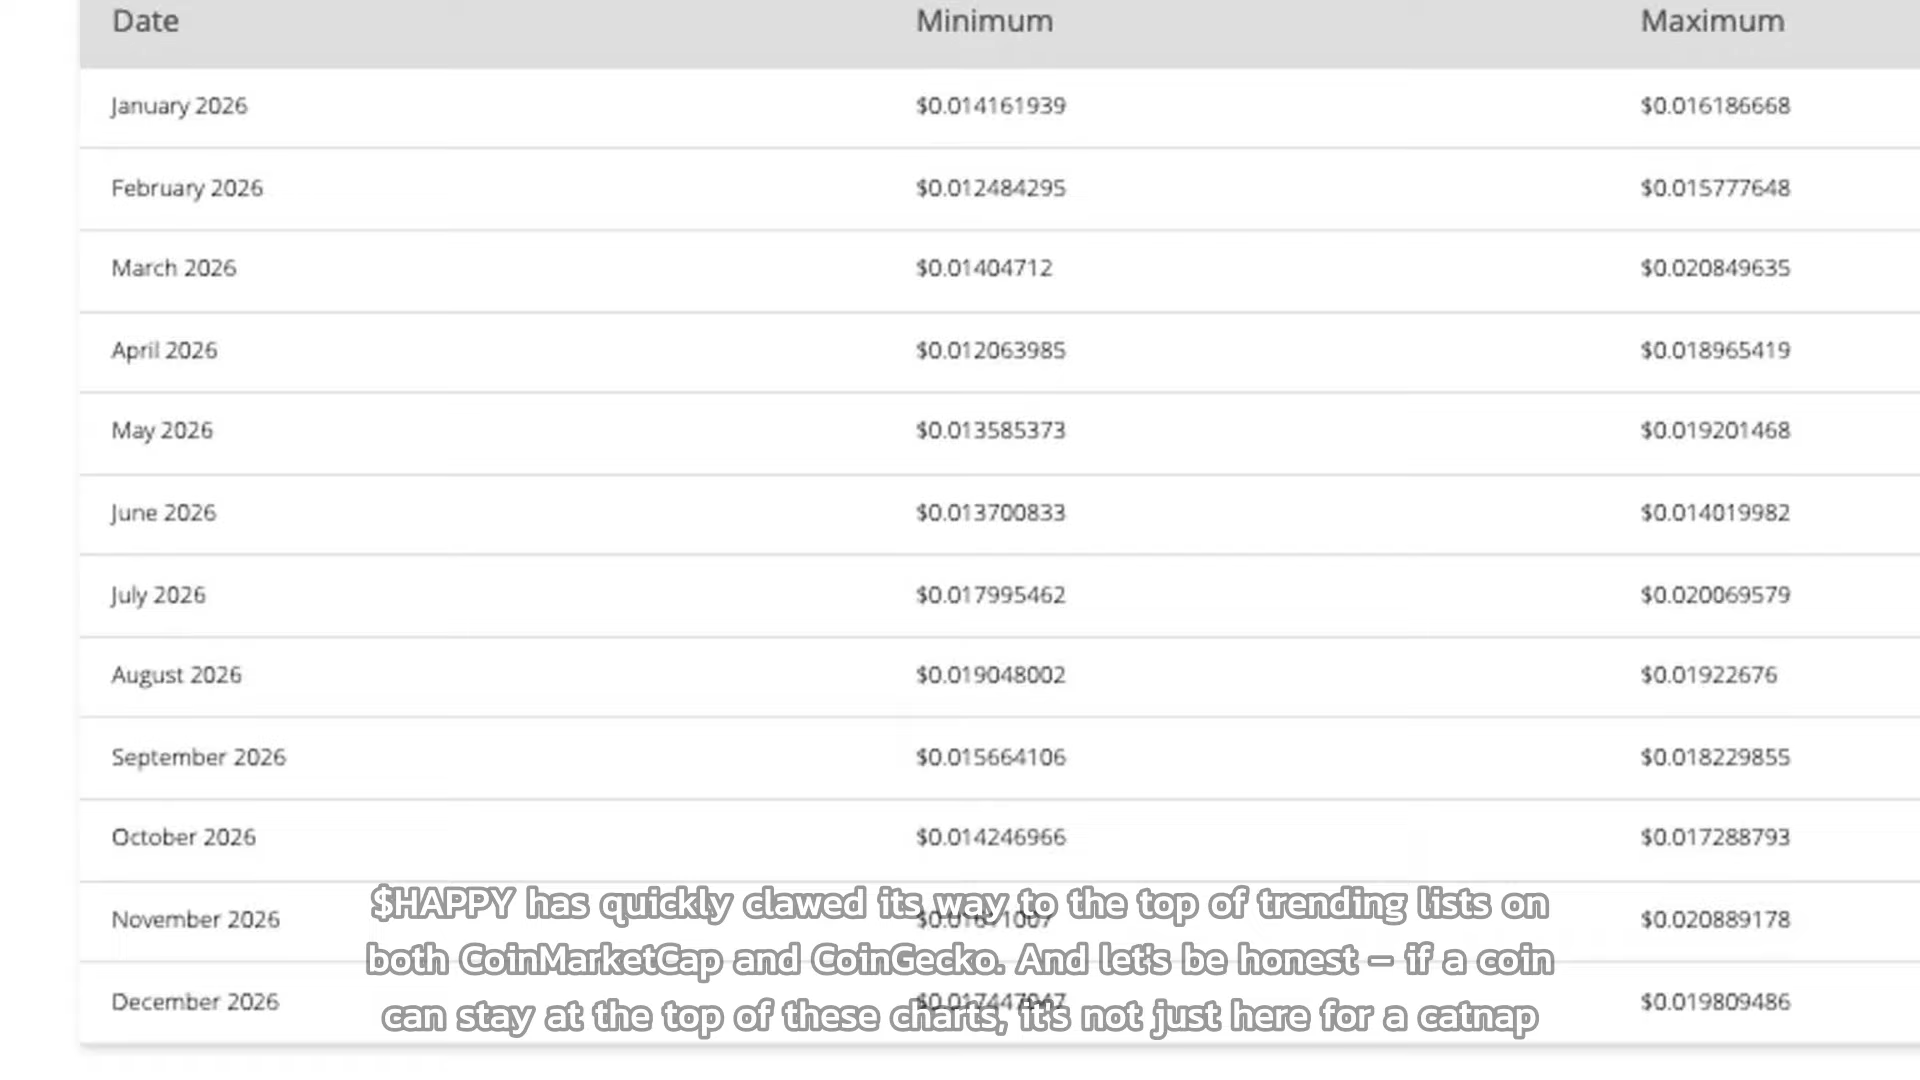 Date Minimum Maximum
January 2026 $0.014161939 $0.016186668
February 2026 $0.012484295 $0.015777648
March 2026 $0.01404712 $0.020849635
April 2026 $0.012063985 $0.018965419
May 2026 $0.013585373 $0.019201468
June 2026 $0.013700833 $0.014019982
July 2026 $0.017995462 $0.020069579
August 2026 $0.019048002 $0.01922676
September 2026 $0.015664106 $0.018229855
October 2026 $0.014246966 $0.017288793
November 2026 $0.020889178
December 2026 $0.019809486
$HAPPY has quickly clawed its way to the top of trending lists on
both CoinMarketCap and CoinGecko. And let's be honest – if a coin
can stay at the top of these charts, it's not just here for a catnap